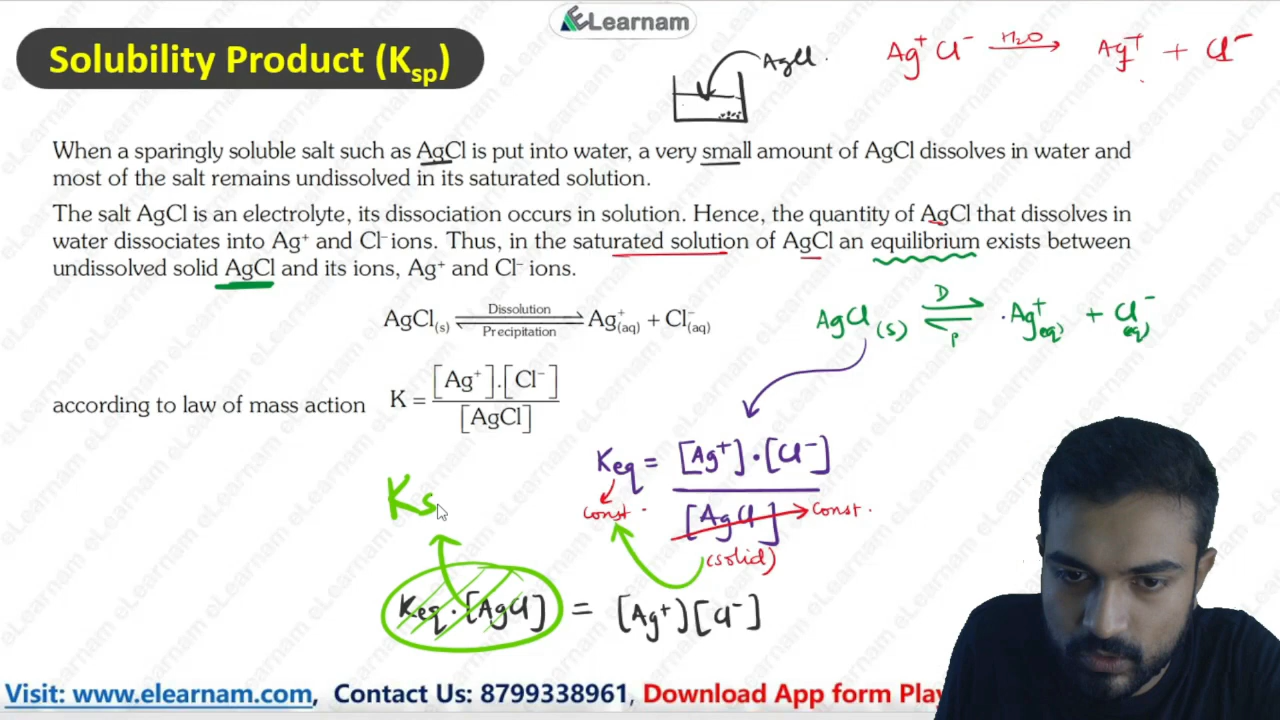 ELearnam
Solubility Product (Ksp)
AgCl.
Ag⁺Cl⁻ —H₂O→ Ag⁺ + Cl⁻
When a sparingly soluble salt such as AgCl is put into water, a very small amount of AgCl dissolves in water and
most of the salt remains undissolved in its saturated solution.
The salt AgCl is an electrolyte, its dissociation occurs in solution. Hence, the quantity of AgCl that dissolves in
water dissociates into Ag⁺ and Cl⁻ ions. Thus, in the saturated solution of AgCl an equilibrium exists between
undissolved solid AgCl and its ions, Ag⁺ and Cl⁻ ions.
Dissolution
AgCl(s) ⇌ Ag⁺(aq) + Cl⁻(aq)
Precipitation
D
AgCl(s) ⇌ Ag⁺(aq) + Cl⁻(aq)
P
according to law of mass action K = [Ag⁺].[Cl⁻] / [AgCl]
Keq = [Ag⁺]·[Cl⁻] / [AgCl]
const. → const.
(solid)
Ks
Keq·[AgCl] = [Ag⁺][Cl⁻]
Visit: www.elearnam.com, Contact Us: 8799338961, Download App form Play